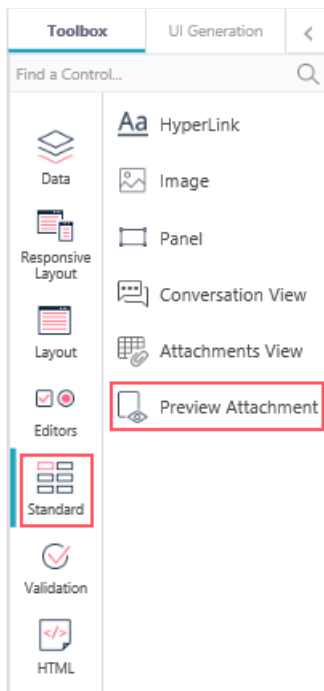 Toolbox
UI Generation
Find a Control...
Data
Responsive
Layout
Layout
Editors
Standard
Validation
HTML
Aa HyperLink
Image
Panel
Conversation View
Attachments View
Preview Attachment